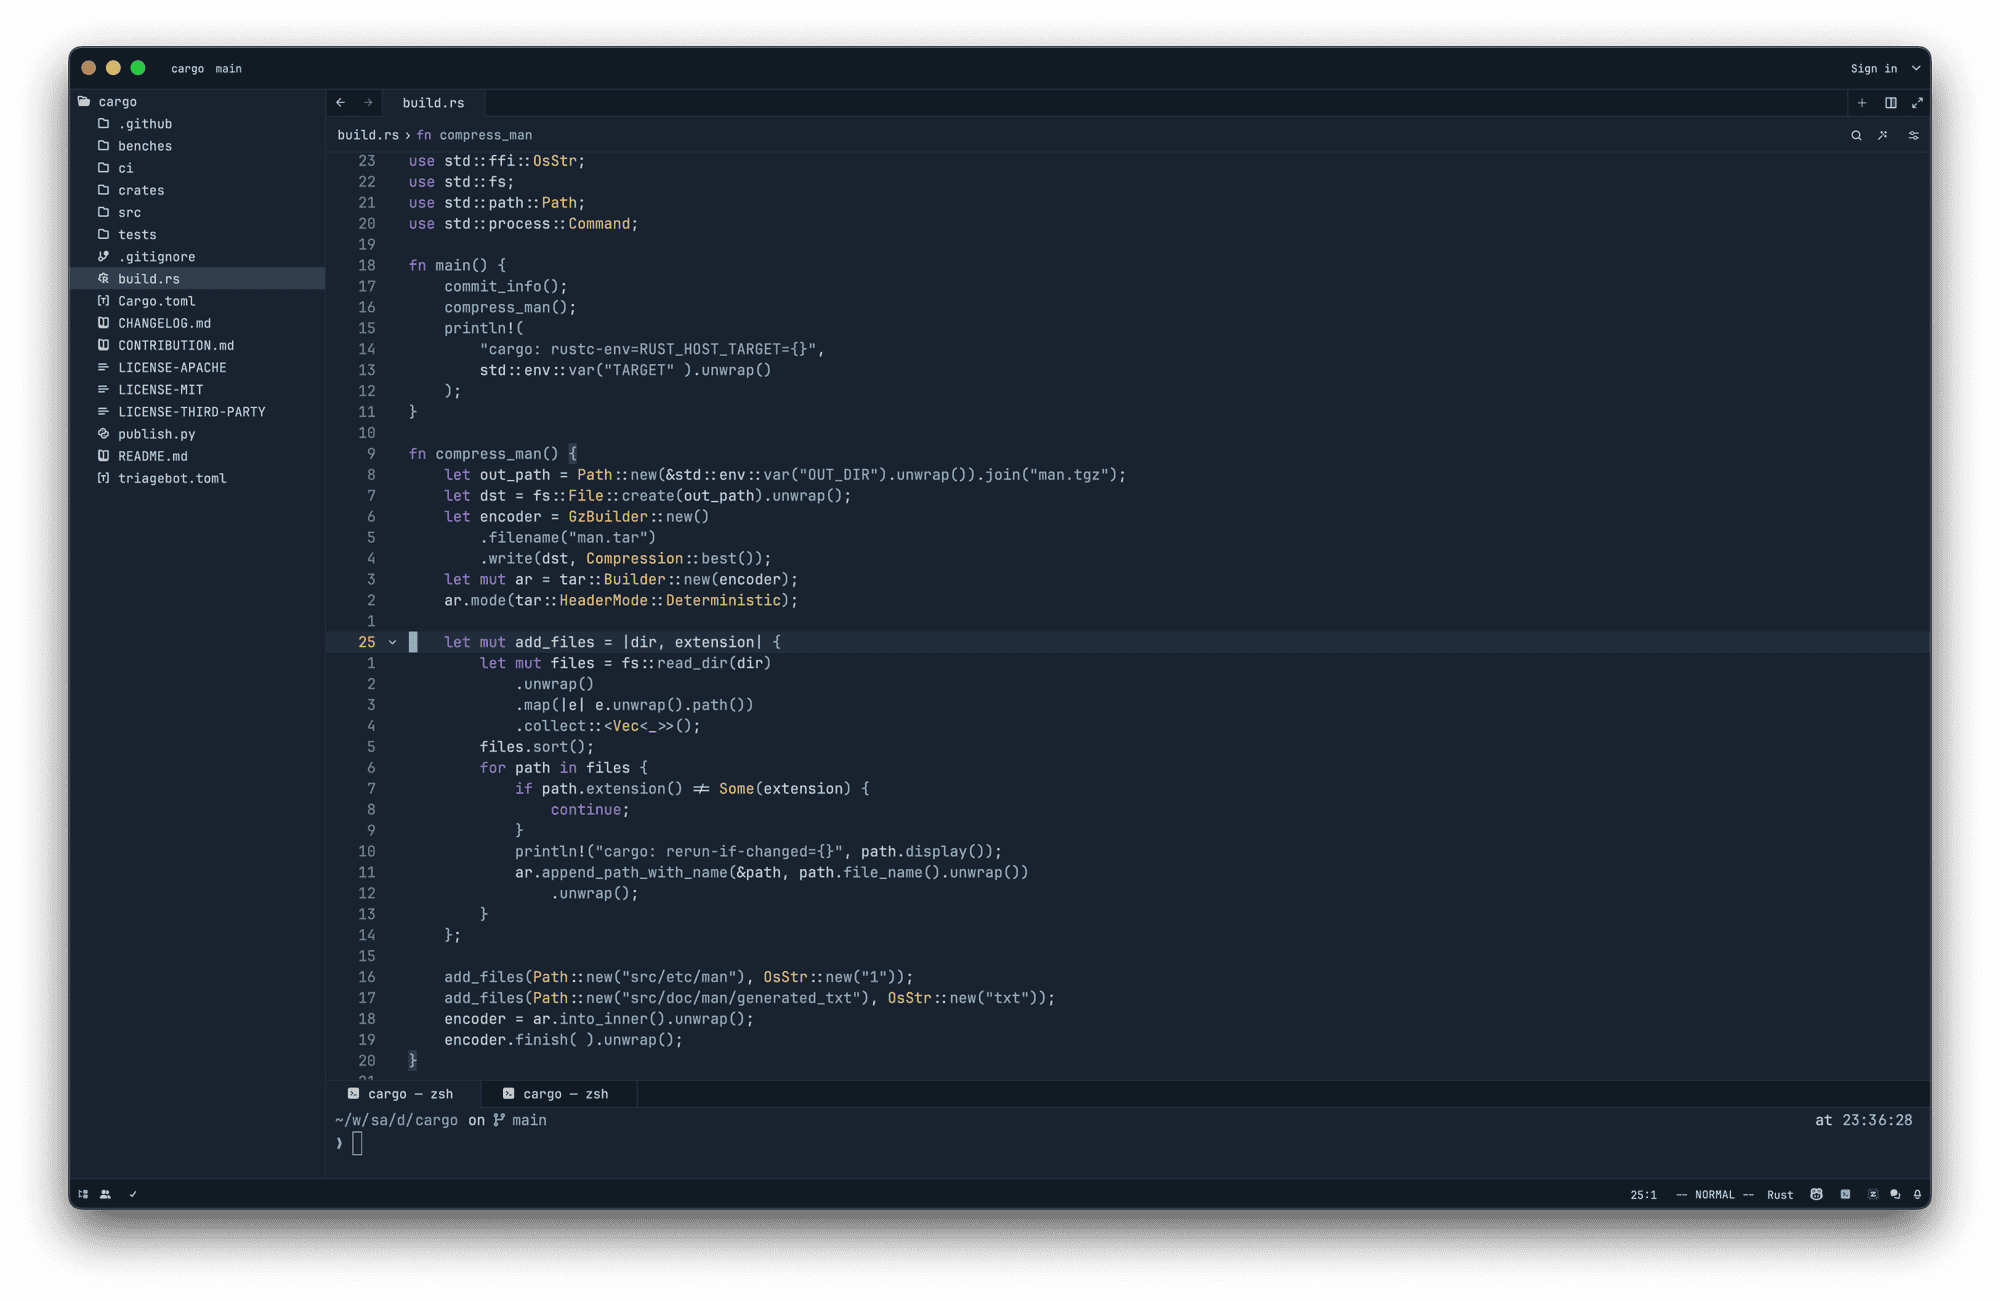 cargo main
Sign in
cargo
.github
benches
ci
crates
src
tests
.gitignore
build.rs
Cargo.toml
CHANGELOG.md
CONTRIBUTION.md
LICENSE-APACHE
LICENSE-MIT
LICENSE-THIRD-PARTY
publish.py
README.md
triagebot.toml
build.rs
build.rs › fn compress_man
23 use std::ffi::OsStr;
22 use std::fs;
21 use std::path::Path;
20 use std::process::Command;
19
18 fn main() {
17     commit_info();
16     compress_man();
15     println!(
14         "cargo: rustc-env=RUST_HOST_TARGET={}",
13         std::env::var("TARGET" ).unwrap()
12     );
11 }
10
9 fn compress_man() {
8     let out_path = Path::new(&std::env::var("OUT_DIR").unwrap()).join("man.tgz");
7     let dst = fs::File::create(out_path).unwrap();
6     let encoder = GzBuilder::new()
5         .filename("man.tar")
4         .write(dst, Compression::best());
3     let mut ar = tar::Builder::new(encoder);
2     ar.mode(tar::HeaderMode::Deterministic);
1
25     let mut add_files = |dir, extension| {
1         let mut files = fs::read_dir(dir)
2             .unwrap()
3             .map(|e| e.unwrap().path())
4             .collect::<Vec<_>>();
5         files.sort();
6         for path in files {
7             if path.extension() != Some(extension) {
8                 continue;
9             }
10             println!("cargo: rerun-if-changed={}", path.display());
11             ar.append_path_with_name(&path, path.file_name().unwrap())
12                 .unwrap();
13         }
14     };
15
16     add_files(Path::new("src/etc/man"), OsStr::new("1"));
17     add_files(Path::new("src/doc/man/generated_txt"), OsStr::new("txt"));
18     encoder = ar.into_inner().unwrap();
19     encoder.finish( ).unwrap();
20 }
21
cargo — zsh
cargo — zsh
~/w/sa/d/cargo on main
at 23:36:28
❯
25:1 -- NORMAL -- Rust